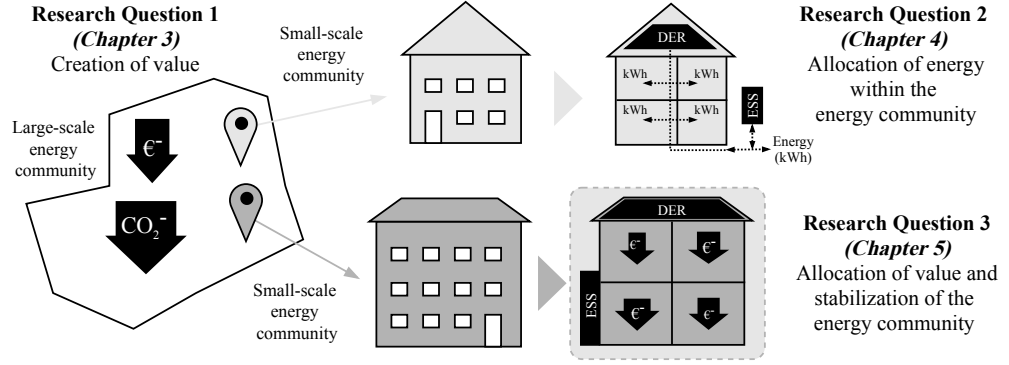 Research Question 1
(Chapter 3)
Creation of value
Large-scale
energy
community
€-
CO₂-
Small-scale
energy
community
Small-scale
energy
community
DER
kWh
kWh
kWh
kWh
ESS
Energy
(kWh)
Research Question 2
(Chapter 4)
Allocation of energy
within the
energy community
DER
€-
€-
€-
€-
ESS
Research Question 3
(Chapter 5)
Allocation of value and
stabilization of the
energy community